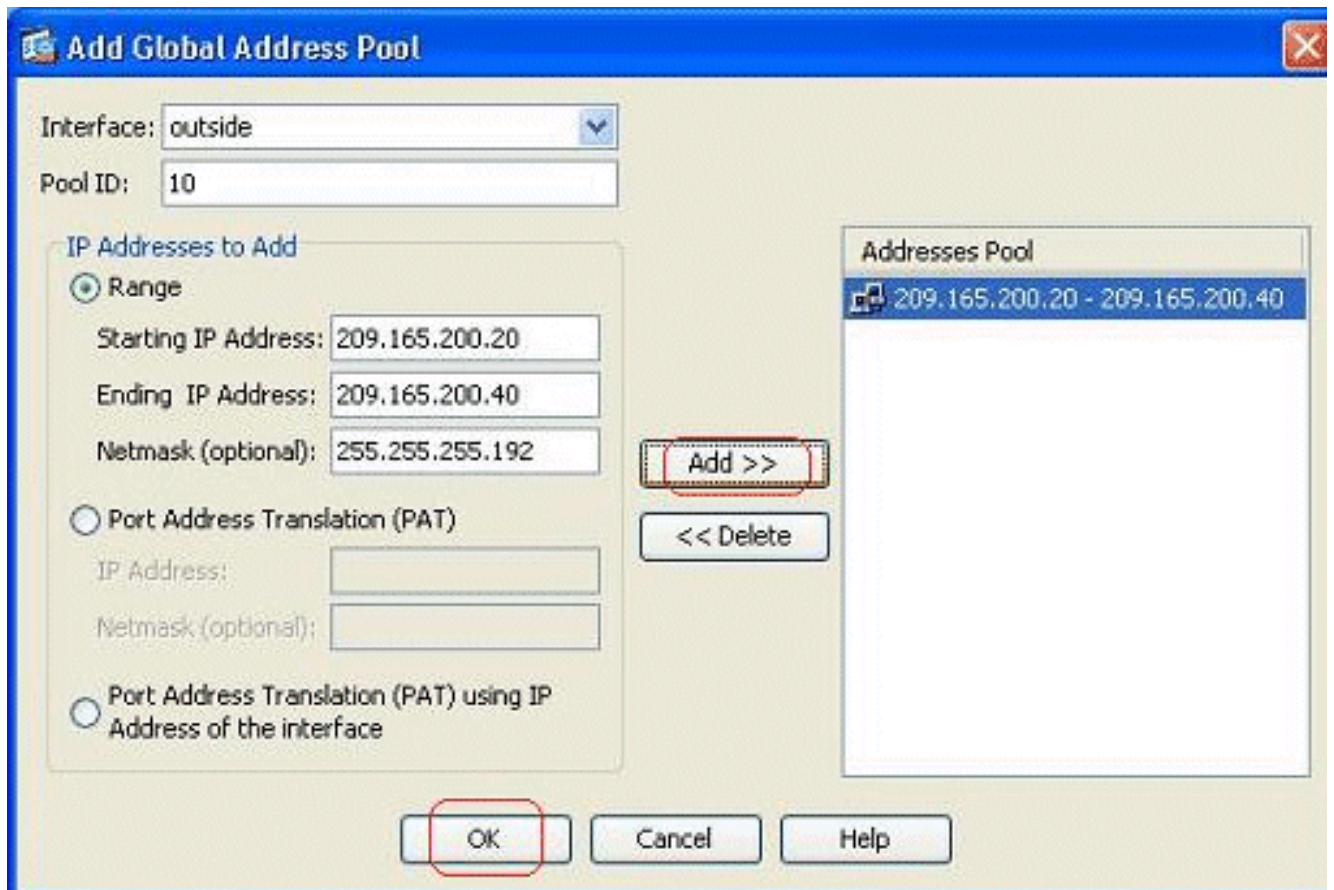 Add Global Address Pool
Interface: outside
Pool ID: 10
IP Addresses to Add
Range
Starting IP Address: 209.165.200.20
Ending IP Address: 209.165.200.40
Netmask (optional): 255.255.255.192
Port Address Translation (PAT)
IP Address:
Netmask (optional):
Port Address Translation (PAT) using IP
Address of the interface
Add >>
<< Delete
Addresses Pool
209.165.200.20 - 209.165.200.40
OK
Cancel
Help